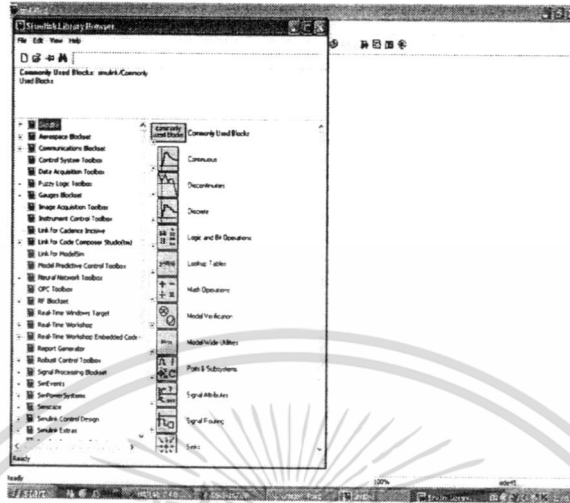 Simulink Library Browser
File Edit View Help
Commonly Used Blocks: simulink/Commonly
Used Blocks
Simulink
Aerospace Blockset
Communications Blockset
Control System Toolbox
Data Acquisition Toolbox
Fuzzy Logic Toolbox
Gauges Blockset
Image Acquisition Toolbox
Instrument Control Toolbox
Link for Cadence Incisive
Link for Code Composer Studio(tm)
Link for ModelSim
Model Predictive Control Toolbox
Neural Network Toolbox
OPC Toolbox
RF Blockset
Real-Time Windows Target
Real-Time Workshop
Real-Time Workshop Embedded Code
Report Generator
Robust Control Toolbox
Signal Processing Blockset
SimEvents
SimPowerSystems
Simscape
Simulink Control Design
Simulink Extras
Commonly Used Blocks
Commonly Used Blocks
Continuous
Discontinuities
Discrete
Logic and Bit Operations
Lookup Tables
Math Operations
Model Verification
Model-Wide Utilities
Ports & Subsystems
Signal Attributes
Signal Routing
Sinks
Ready
Ready
100%
ode45
start